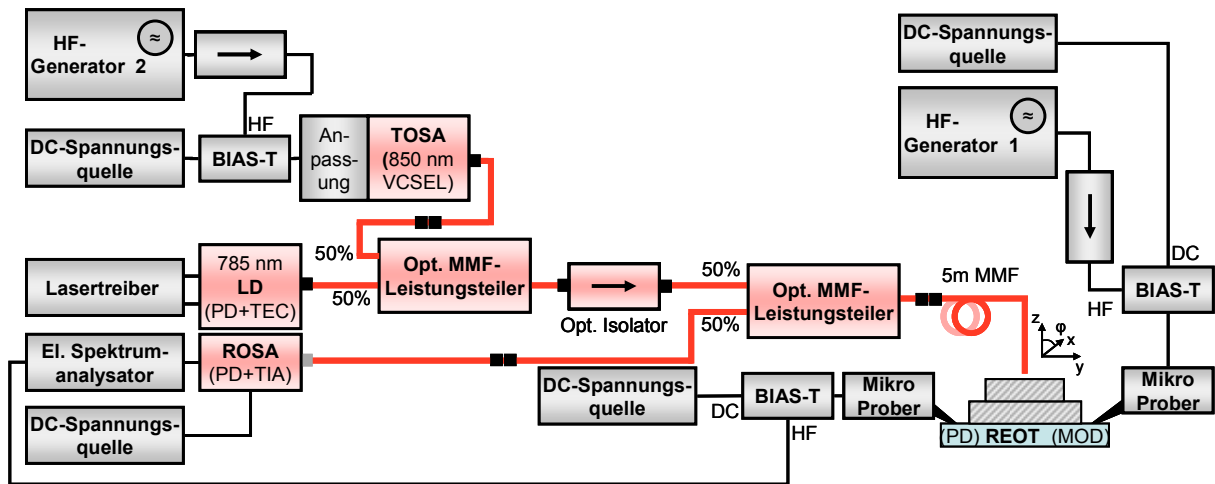 HF-
Generator 2
≈
HF
DC-Spannungs-
quelle
BIAS-T
An-
pass-
ung
TOSA
(850 nm
VCSEL)
DC-Spannungs-
quelle
HF-
Generator 1
≈
DC
HF
BIAS-T
Mikro
Prober
50%
50%
Lasertreiber
785 nm
LD
(PD+TEC)
Opt. MMF-
Leistungsteiler
Opt. Isolator
50%
50%
Opt. MMF-
Leistungsteiler
5m MMF
z
φ
x
y
El. Spektrum-
analysator
ROSA
(PD+TIA)
DC-Spannungs-
quelle
DC-Spannungs-
quelle
DC
BIAS-T
HF
Mikro
Prober
(PD) REOT (MOD)